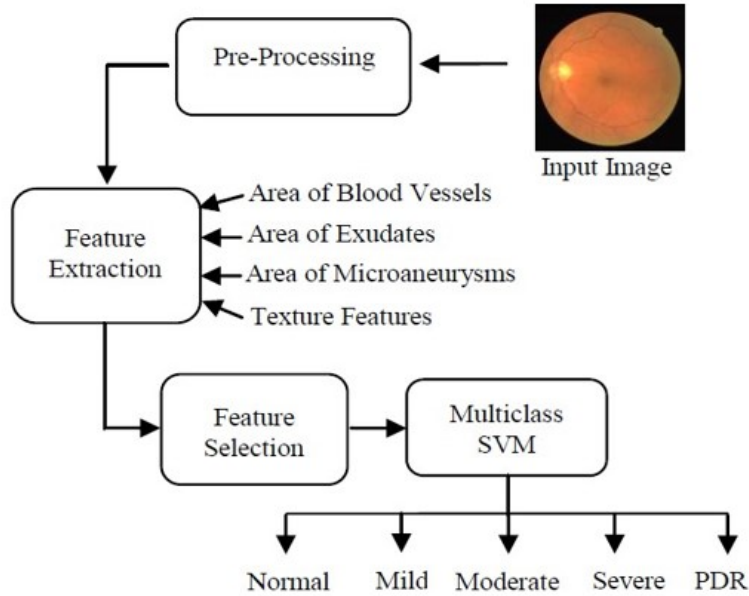 Pre-Processing
Input Image
Feature
Extraction
Area of Blood Vessels
Area of Exudates
Area of Microaneurysms
Texture Features
Feature
Selection
Multiclass
SVM
Normal
Mild
Moderate
Severe
PDR